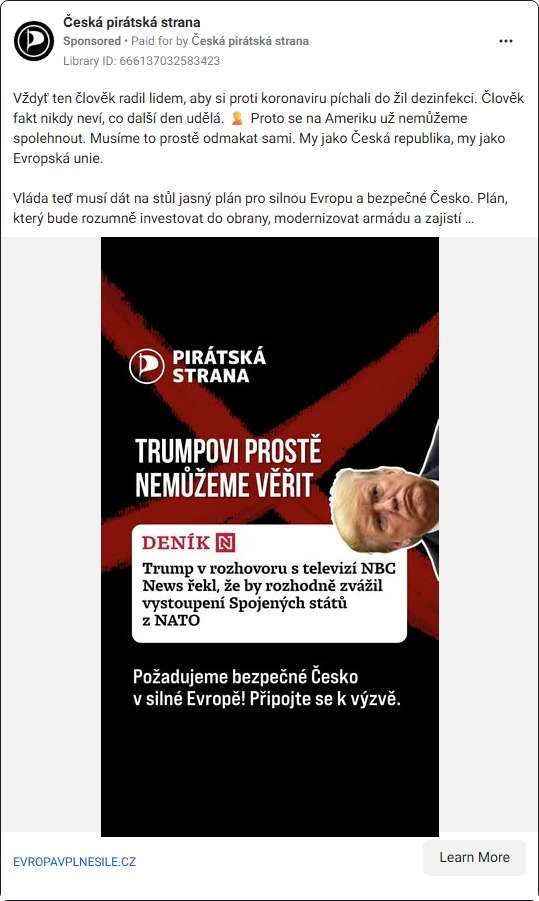 Česká pirátská strana
Sponsored • Paid for by Česká pirátská strana
Library ID: 666137032583423
Vždyť ten člověk radil lidem, aby si proti koronaviru píchali do žil dezinfekci. Člověk
fakt nikdy neví, co další den udělá. 🤦 Proto se na Ameriku už nemůžeme
spolehnout. Musíme to prostě odmakat sami. My jako Česká republika, my jako
Evropská unie.
Vláda teď musí dát na stůl jasný plán pro silnou Evropu a bezpečné Česko. Plán,
který bude rozumně investovat do obrany, modernizovat armádu a zajistí ...
PIRÁTSKÁ
STRANA
TRUMPOVI PROSTĚ
NEMŮŽEME VĚŘIT
DENÍK N
Trump v rozhovoru s televizí NBC
News řekl, že by rozhodně zvážil
vystoupení Spojených států
z NATO
Požadujeme bezpečné Česko
v silné Evropě! Připojte se k výzvě.
EVROPAVPLNESILE.CZ
Learn More